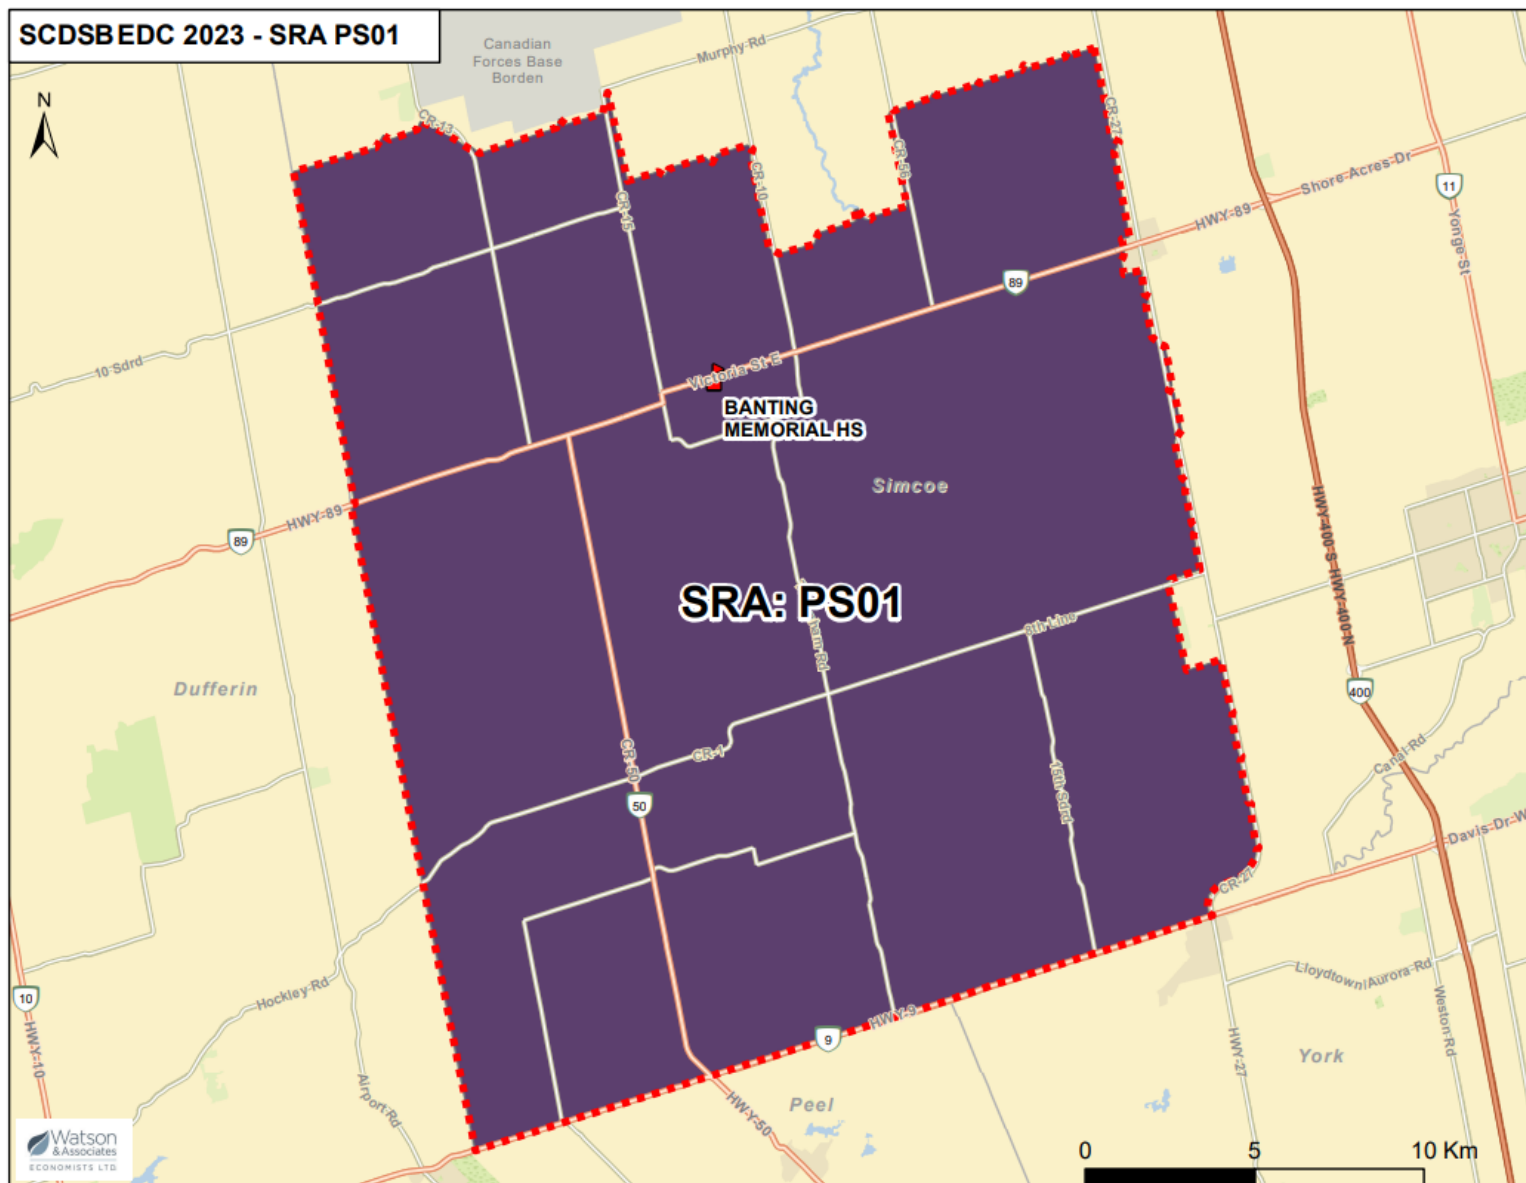 SCDSB EDC 2023 - SRA PS01
Canadian
Forces Base
Borden
Murphy Rd
N
CR-13
CR-27
CR-56
CR-10
CR-15
Shore Acres Dr
HWY 89
11
Yonge St
89
10 Sdrd
Victoria St E
BANTING
MEMORIAL HS
Simcoe
HWY 89
89
HWY-400 S HWY-400 N
SRA: PS01
8th Line
ham Rd
Dufferin
400
CR-1
CR-50
50
15th Sdrd
Canal Rd
Davis Dr W
CR-27
Hockley Rd
Lloydtown/Aurora Rd
Weston Rd
10
HWY-10
HWY-9
9
HWY-27
York
Airport Rd
HWY-50
Peel
Watson
& Associates
ECONOMISTS LTD.
0 5 10 Km